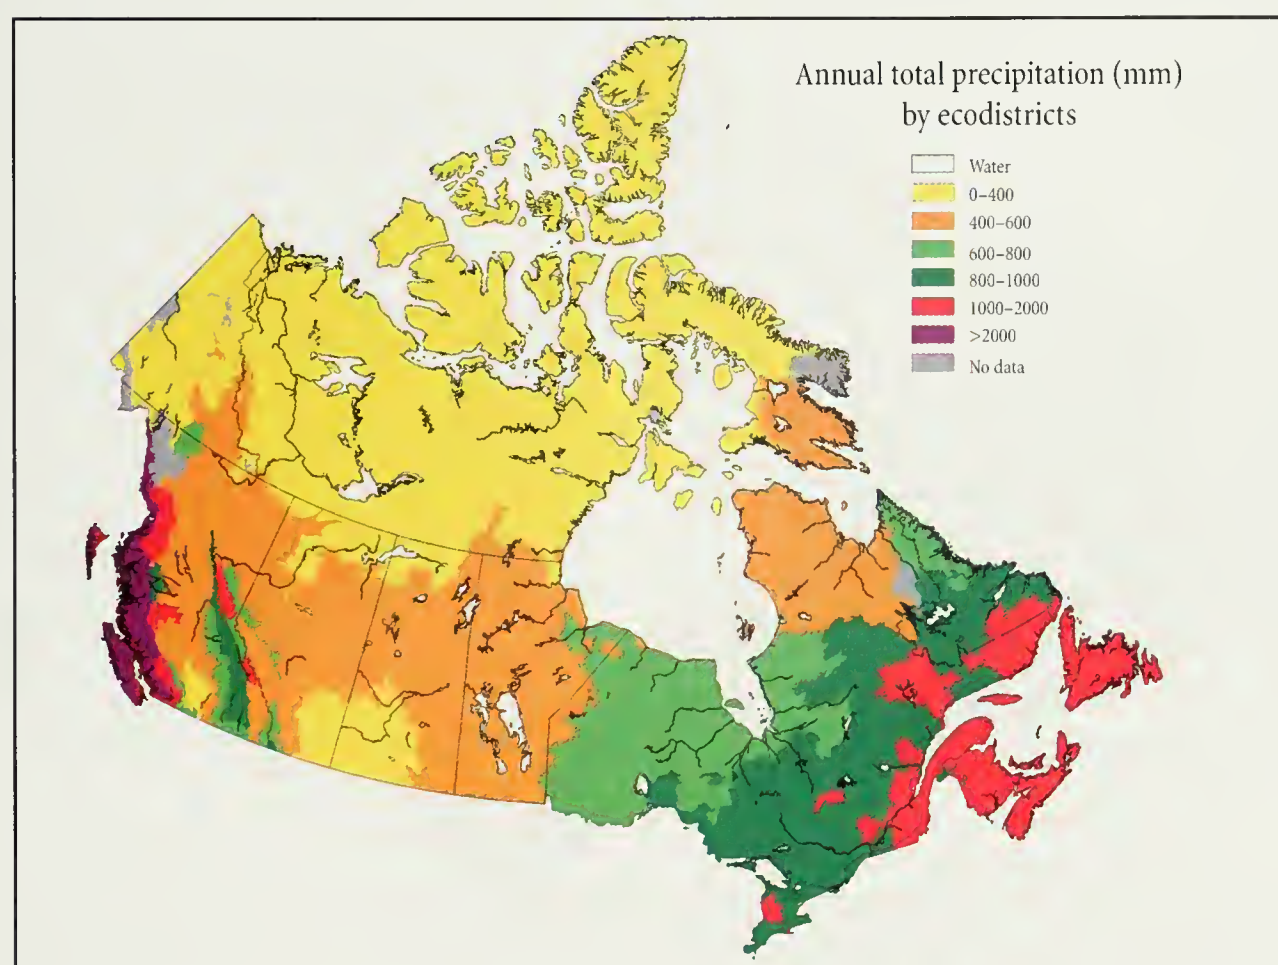 Annual total precipitation (mm)
by ecodistricts
Water
0–400
400–600
600–800
800–1000
1000–2000
>2000
No data